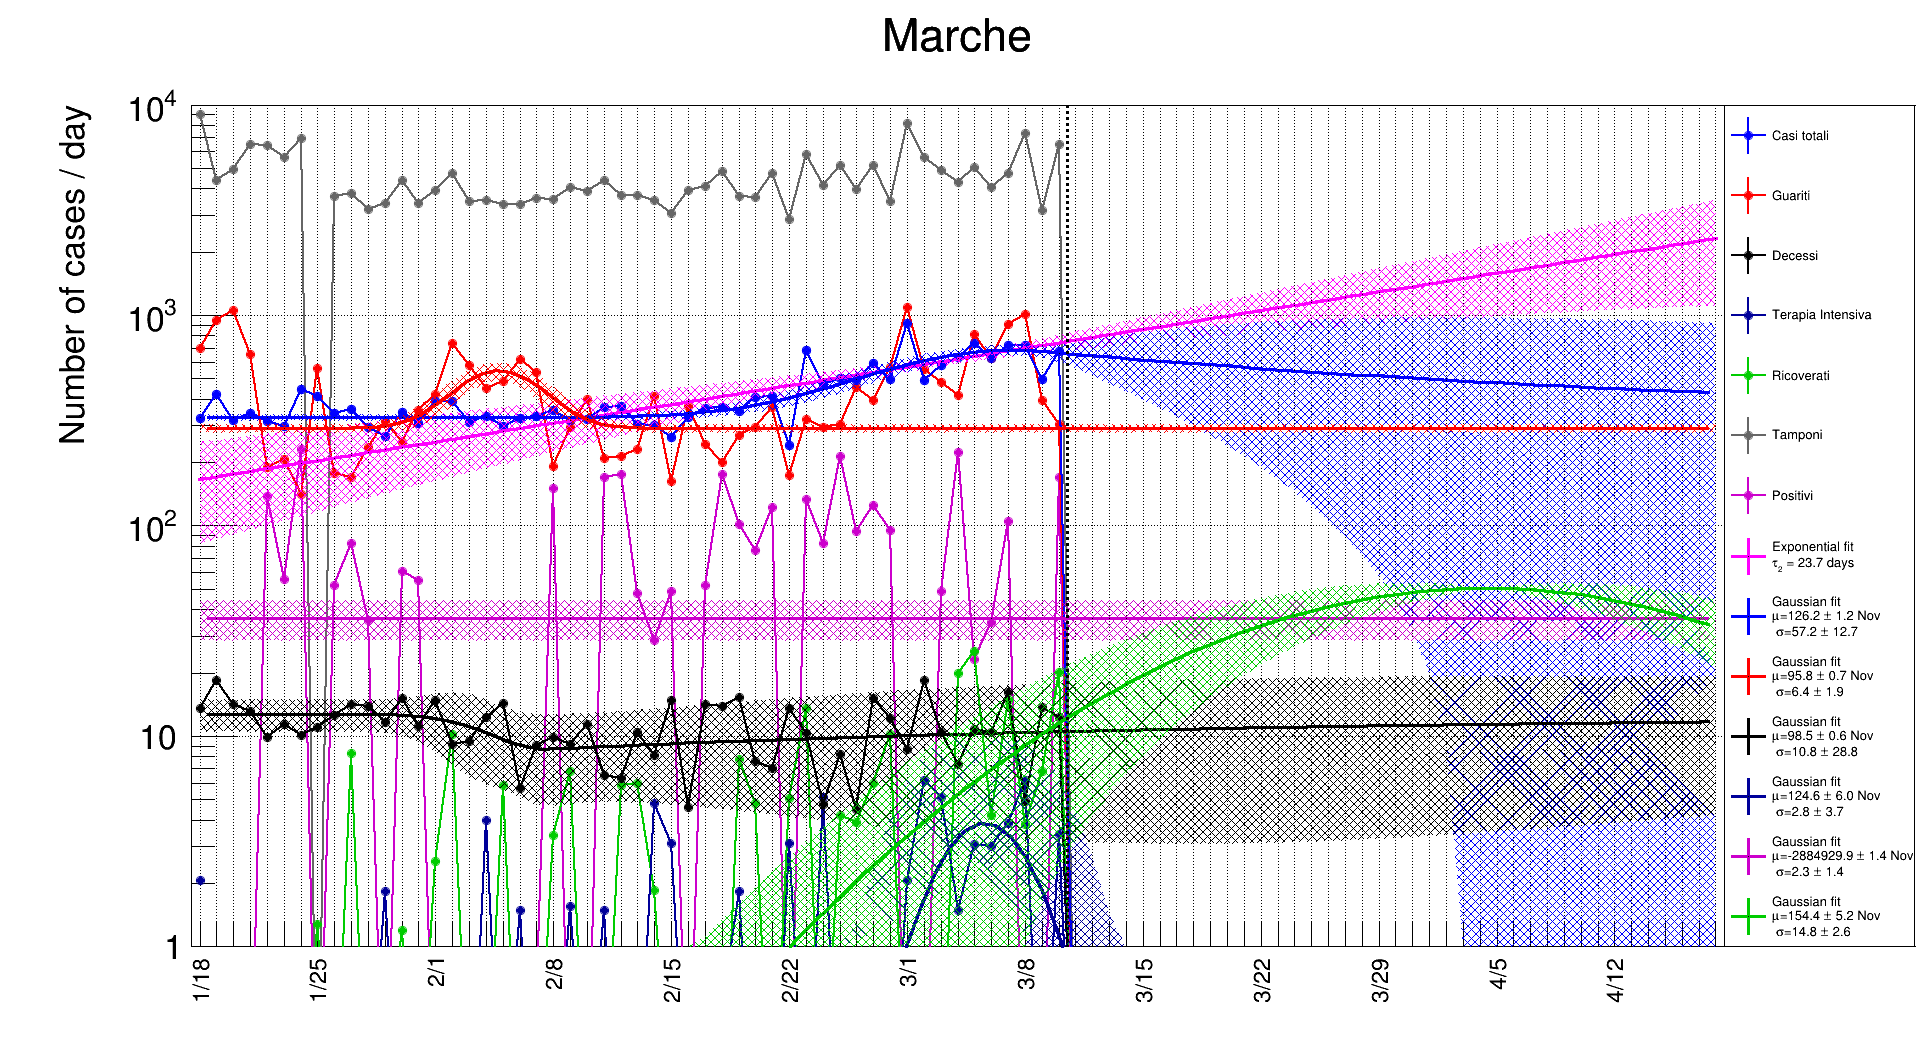 Marche
Number of cases / day
10^4
10^3
10^2
10
1
1/18
1/25
2/1
2/8
2/15
2/22
3/1
3/8
3/15
3/22
3/29
4/5
4/12
Casi totali
Guariti
Decessi
Terapia Intensiva
Ricoverati
Tamponi
Positivi
Exponential fit
τ2 = 23.7 days
Gaussian fit
μ=126.2 ± 1.2 Nov
σ=57.2 ± 12.7
Gaussian fit
μ=95.8 ± 0.7 Nov
σ=6.4 ± 1.9
Gaussian fit
μ=98.5 ± 0.6 Nov
σ=10.8 ± 28.8
Gaussian fit
μ=124.6 ± 6.0 Nov
σ=2.8 ± 3.7
Gaussian fit
μ=-2884929.9 ± 1.4 Nov
σ=2.3 ± 1.4
Gaussian fit
μ=154.4 ± 5.2 Nov
σ=14.8 ± 2.6